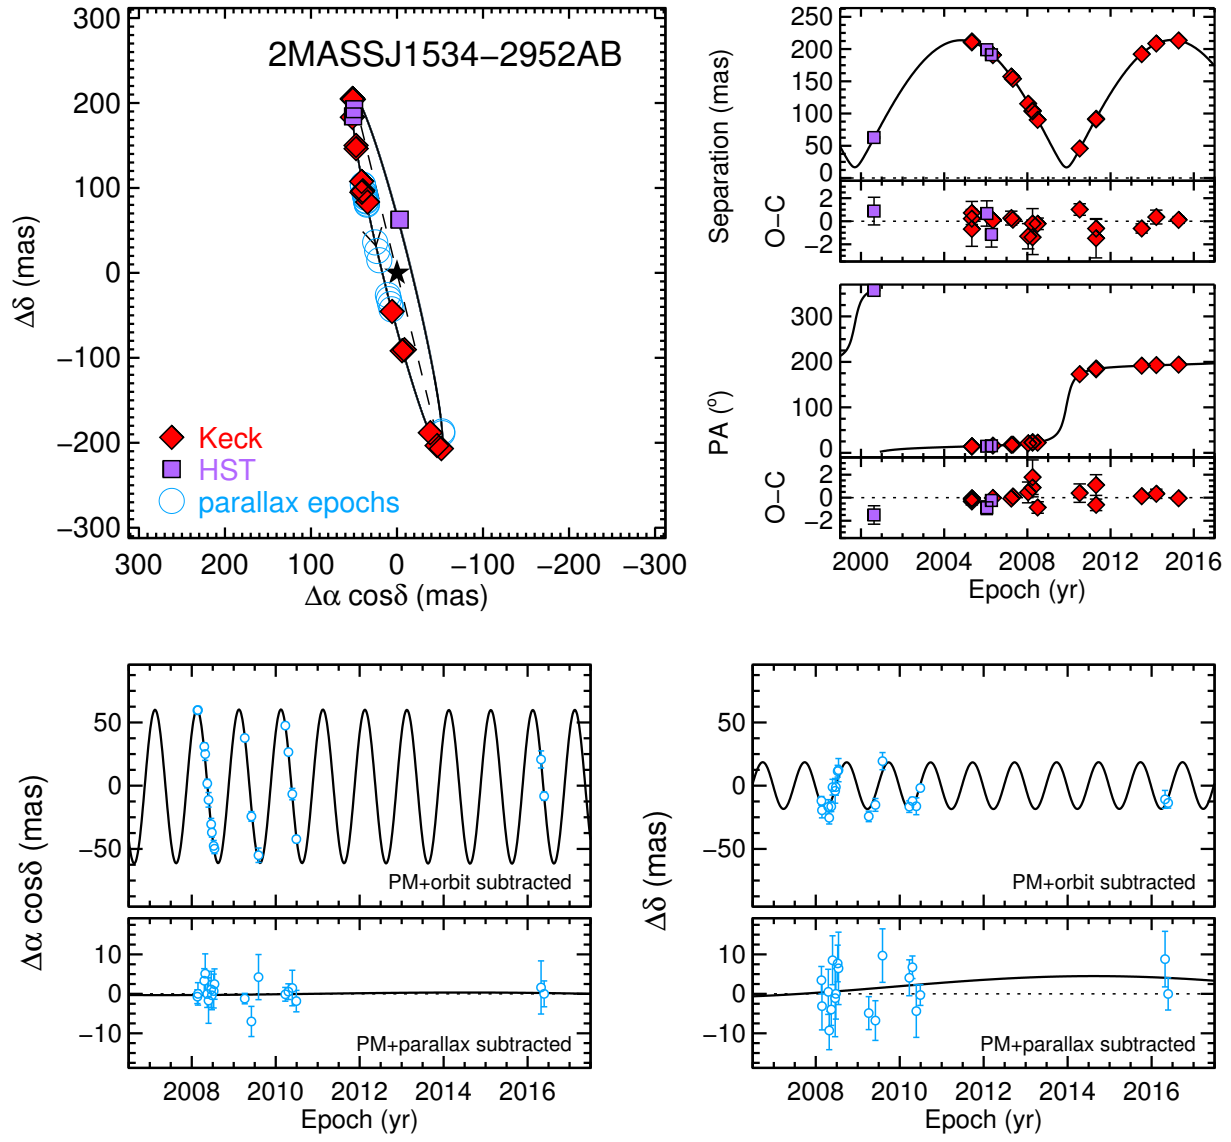 2MASSJ1534−2952AB
300
200
100
0
−100
−200
−300
Δδ (mas)
Keck
HST
parallax epochs
300 200 100 0 −100 −200 −300
Δα cosδ (mas)
250
200
150
100
50
0
Separation (mas)
2
0
−2
O−C
300
200
100
0
PA (°)
2
0
−2
O−C
2000 2004 2008 2012 2016
Epoch (yr)
50
0
−50
Δα cosδ (mas)
PM+orbit subtracted
10
0
−10
PM+parallax subtracted
2008 2010 2012 2014 2016
Epoch (yr)
50
0
−50
Δδ (mas)
PM+orbit subtracted
10
0
−10
PM+parallax subtracted
2008 2010 2012 2014 2016
Epoch (yr)